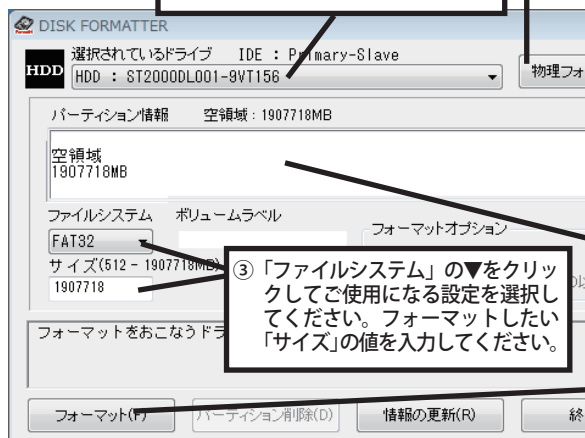 DISK FORMATTER
選択されているドライブ IDE : Primary-Slave
HDD
HDD : ST2000DL001-9VT156
物理フォ
パーティション情報 空領域 : 1907718MB
空領域
1907718MB
ファイルシステム ボリュームラベル
フォーマットオプション
FAT32
サイズ(512 - 1907718MB)
1907718
③「ファイルシステム」の▼をクリッ
クしてご使用になる設定を選択し
てください。フォーマットしたい
「サイズ」の値を入力してください。
フォーマットをおこなうドラ
フォーマット(F)
パーティション削除(D)
情報の更新(R)
終